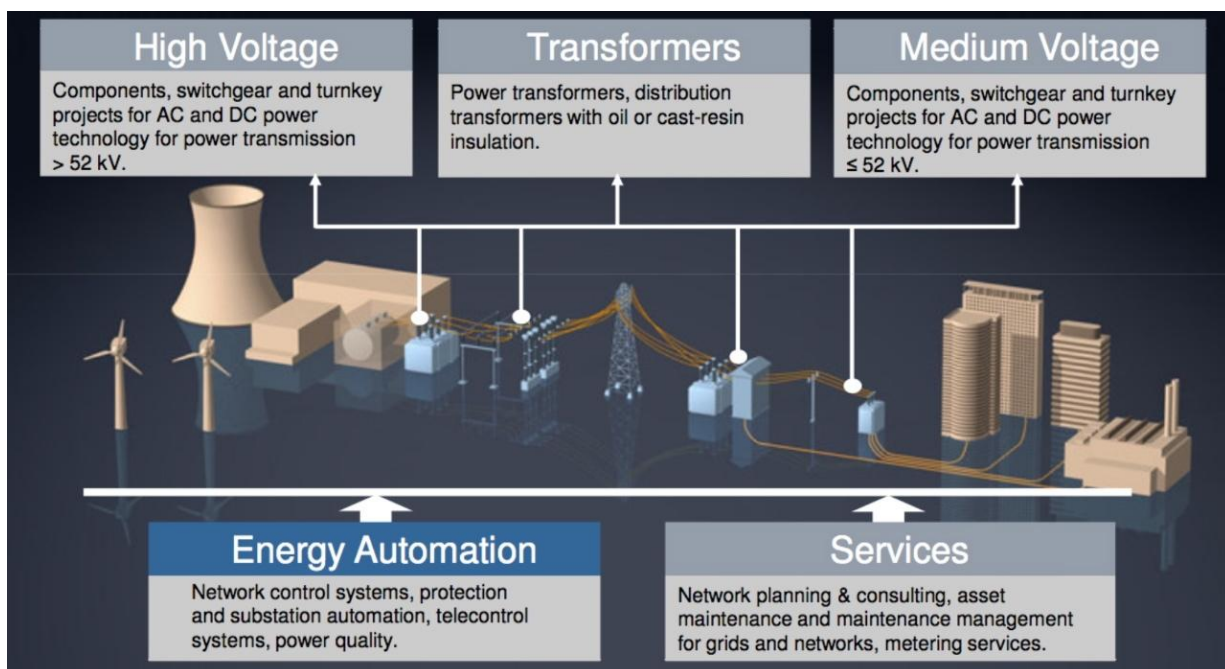 High Voltage
Components, switchgear and turnkey
projects for AC and DC power
technology for power transmission
> 52 kV.
Transformers
Power transformers, distribution
transformers with oil or cast-resin
insulation.
Medium Voltage
Components, switchgear and turnkey
projects for AC and DC power
technology for power transmission
≤ 52 kV.
Energy Automation
Network control systems, protection
and substation automation, telecontrol
systems, power quality.
Services
Network planning & consulting, asset
maintenance and maintenance management
for grids and networks, metering services.